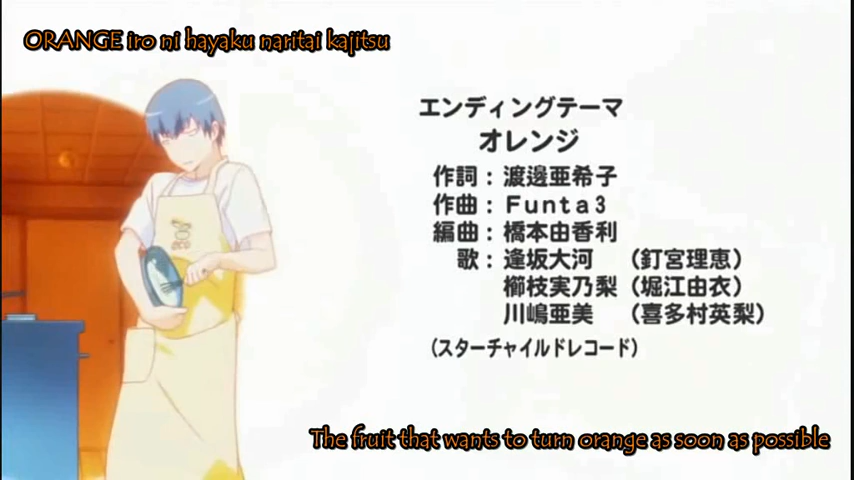 ORANGE iro ni hayaku naritai kajitsu
エンディングテーマ
オレンジ
作詞：渡邊亜希子
作曲：Funta3
編曲：橋本由香利
歌：逢坂大河　（釘宮理恵）
櫛枝実乃梨（堀江由衣）
川嶋亜美　（喜多村英梨）
（スターチャイルドレコード）
The fruit that wants to turn orange as soon as possible